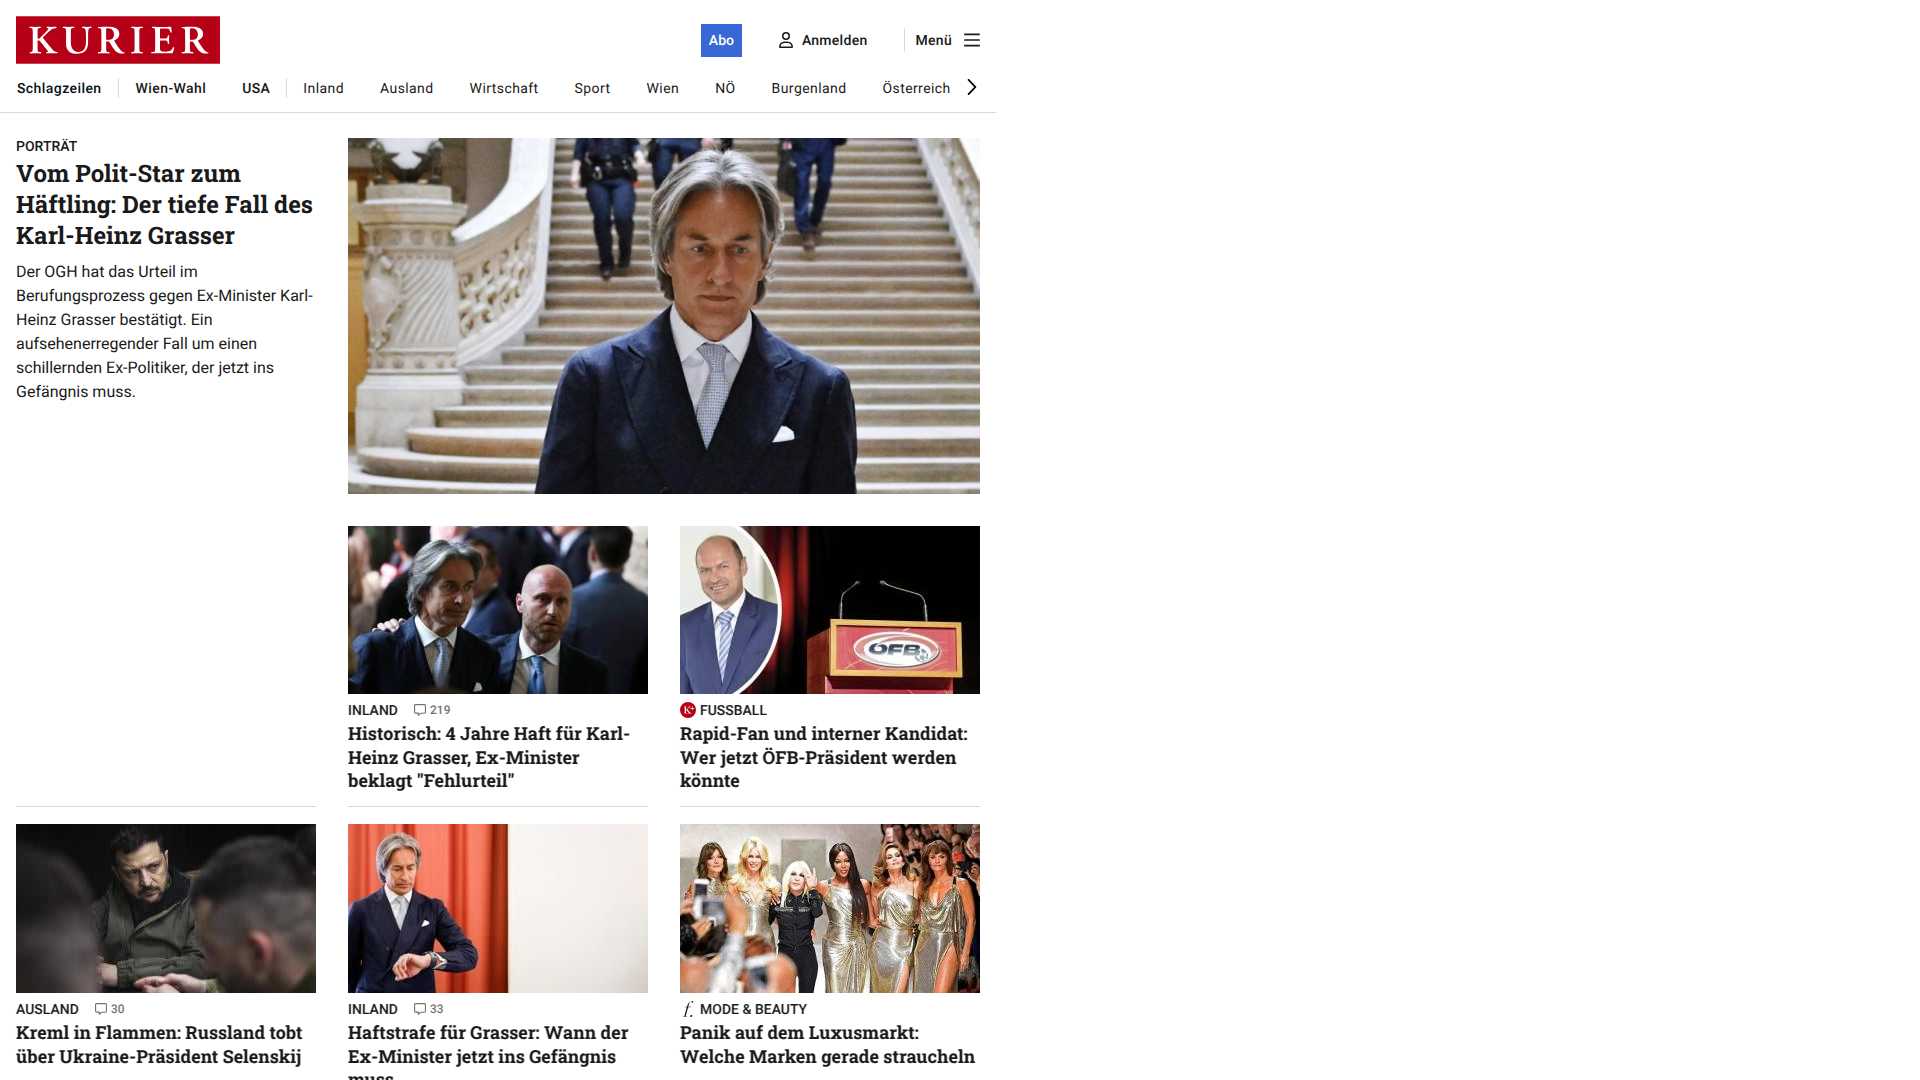 KURIER
Abo
Anmelden
Menü
Schlagzeilen
Wien-Wahl
USA
Inland
Ausland
Wirtschaft
Sport
Wien
NÖ
Burgenland
Österreich
PORTRÄT
Vom Polit-Star zum
Häftling: Der tiefe Fall des
Karl-Heinz Grasser
Der OGH hat das Urteil im
Berufungsprozess gegen Ex-Minister Karl-
Heinz Grasser bestätigt. Ein
aufsehenerregender Fall um einen
schillernden Ex-Politiker, der jetzt ins
Gefängnis muss.
INLAND 219
Historisch: 4 Jahre Haft für Karl-
Heinz Grasser, Ex-Minister
beklagt "Fehlurteil"
ÖFB
K+ FUSSBALL
Rapid-Fan und interner Kandidat:
Wer jetzt ÖFB-Präsident werden
könnte
AUSLAND 30
Kreml in Flammen: Russland tobt
über Ukraine-Präsident Selenskij
INLAND 33
Haftstrafe für Grasser: Wann der
Ex-Minister jetzt ins Gefängnis
muss
f. MODE & BEAUTY
Panik auf dem Luxusmarkt:
Welche Marken gerade straucheln